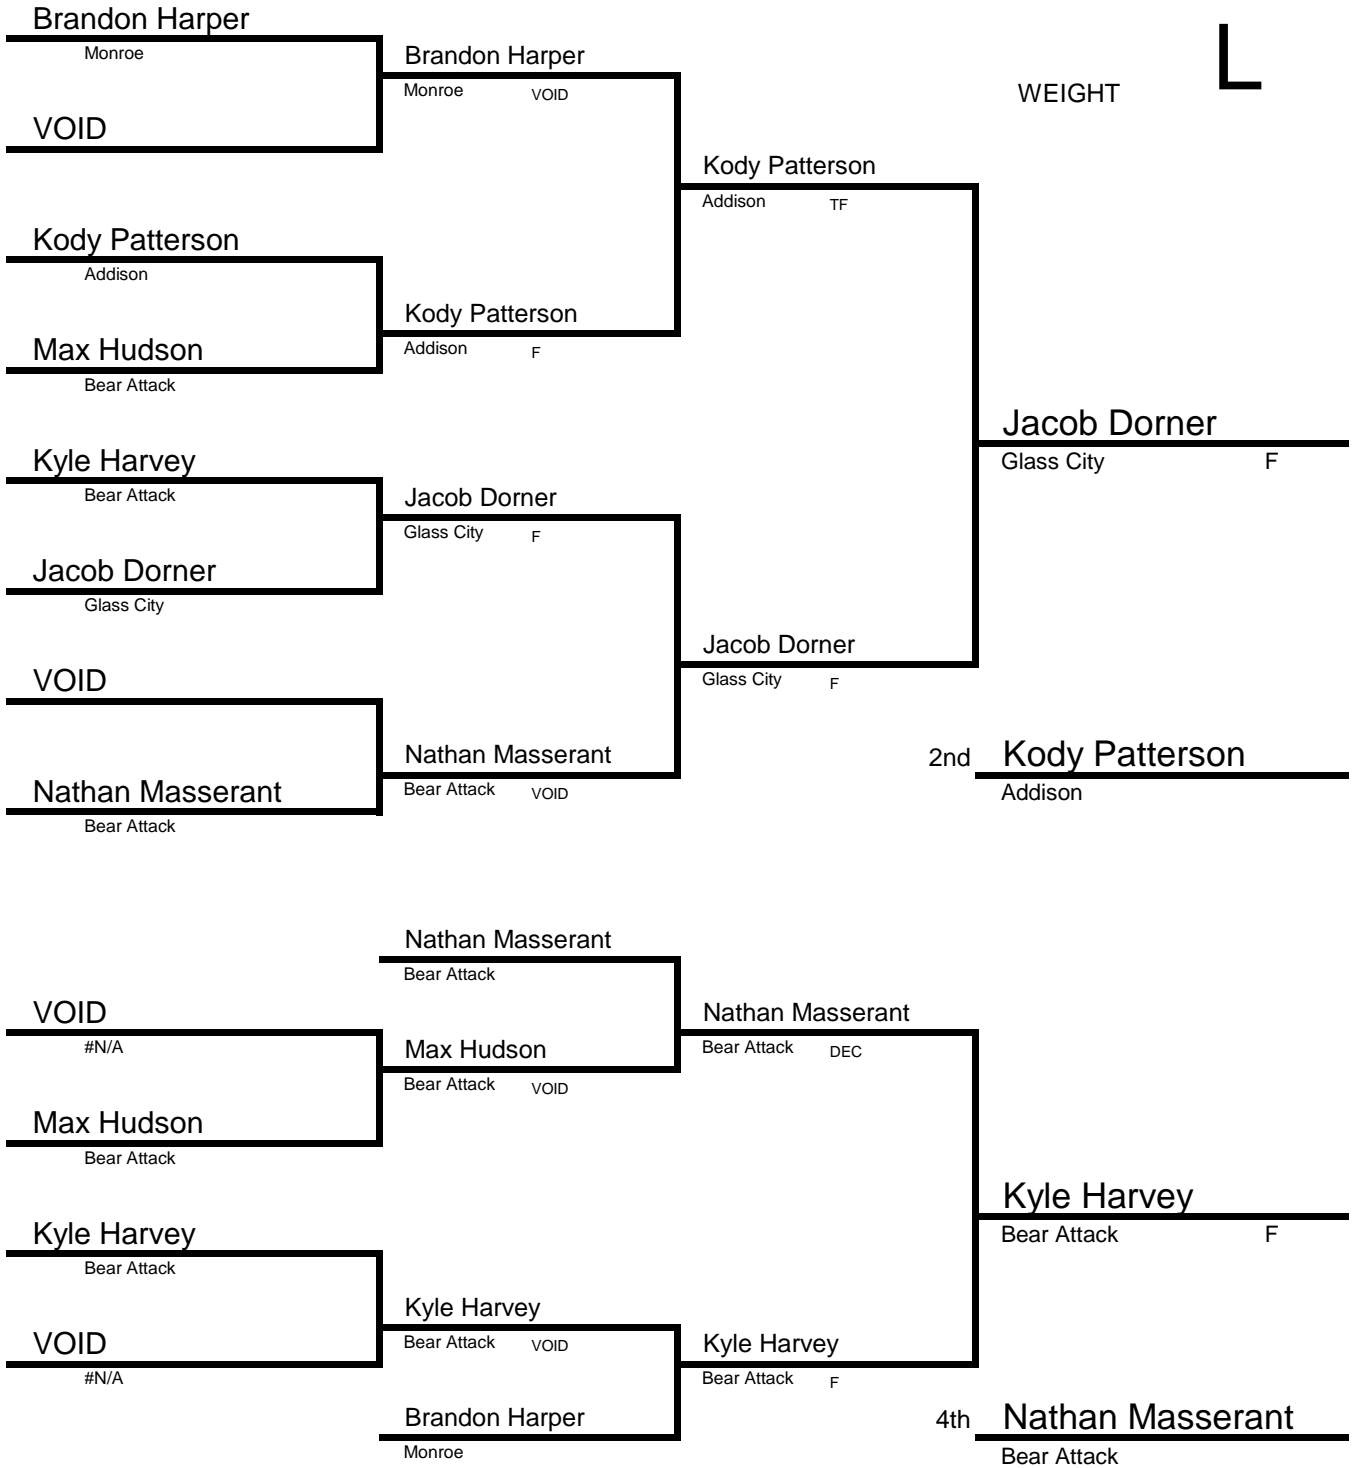 Brandon Harper
Monroe
VOID
Kody Patterson
Addison
Max Hudson
Bear Attack
Kyle Harvey
Bear Attack
Jacob Dorner
Glass City
VOID
Nathan Masserant
Bear Attack
Brandon Harper
Monroe VOID
Kody Patterson
Addison F
Jacob Dorner
Glass City F
Nathan Masserant
Bear Attack VOID
Kody Patterson
Addison TF
Jacob Dorner
Glass City F
WEIGHT L
Jacob Dorner
Glass City F
2nd Kody Patterson
Addison
VOID
#N/A
Max Hudson
Bear Attack
Kyle Harvey
Bear Attack
VOID
#N/A
Nathan Masserant
Bear Attack
Max Hudson
Bear Attack VOID
Kyle Harvey
Bear Attack VOID
Brandon Harper
Monroe
Nathan Masserant
Bear Attack DEC
Kyle Harvey
Bear Attack F
Kyle Harvey
Bear Attack F
4th Nathan Masserant
Bear Attack